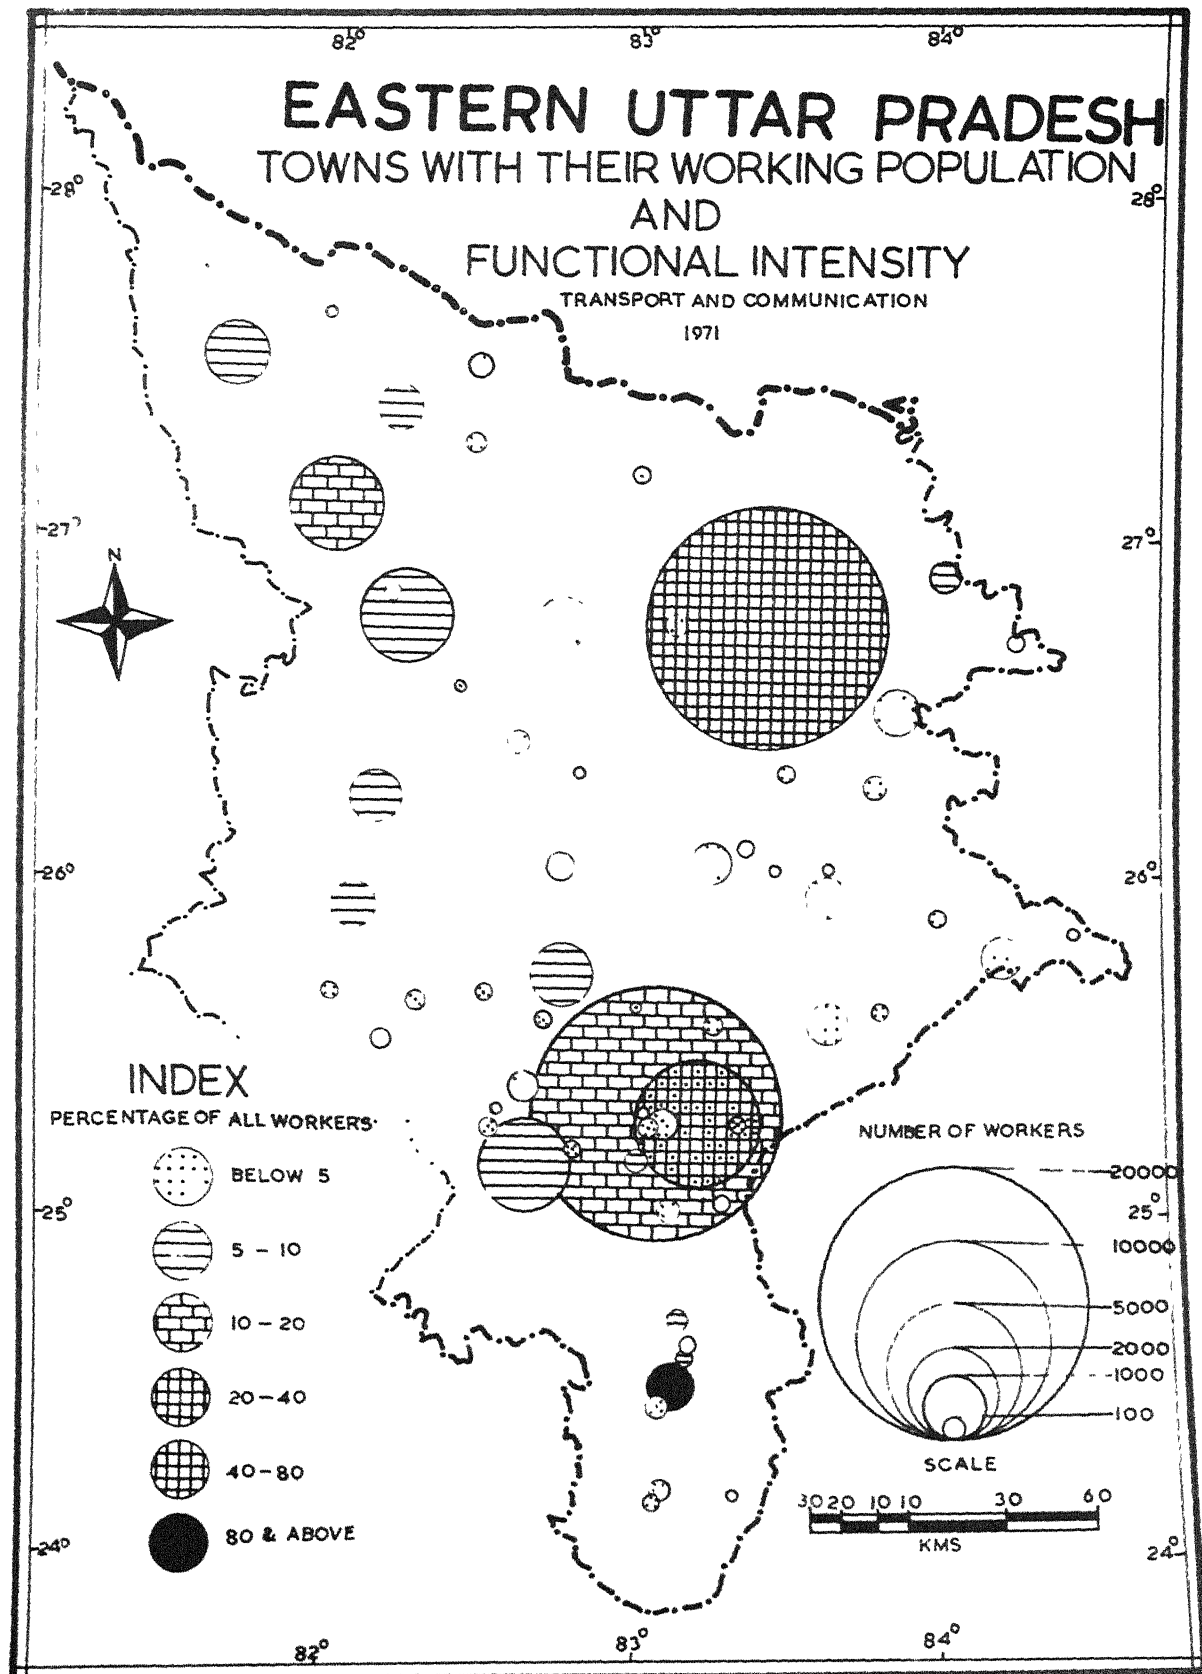 82° 83° 84°
EASTERN UTTAR PRADESH
TOWNS WITH THEIR WORKING POPULATION
AND
FUNCTIONAL INTENSITY
TRANSPORT AND COMMUNICATION
1971
28° 28°
27° 27°
N
26° 26°
INDEX
PERCENTAGE OF ALL WORKERS
BELOW 5
5 - 10
10 - 20
20 - 40
40 - 80
80 & ABOVE
25°
24°
NUMBER OF WORKERS
20000
25°
10000
5000
2000
1000
100
SCALE
30 20 10 10 30 60
KMS
24°
82° 83° 84°